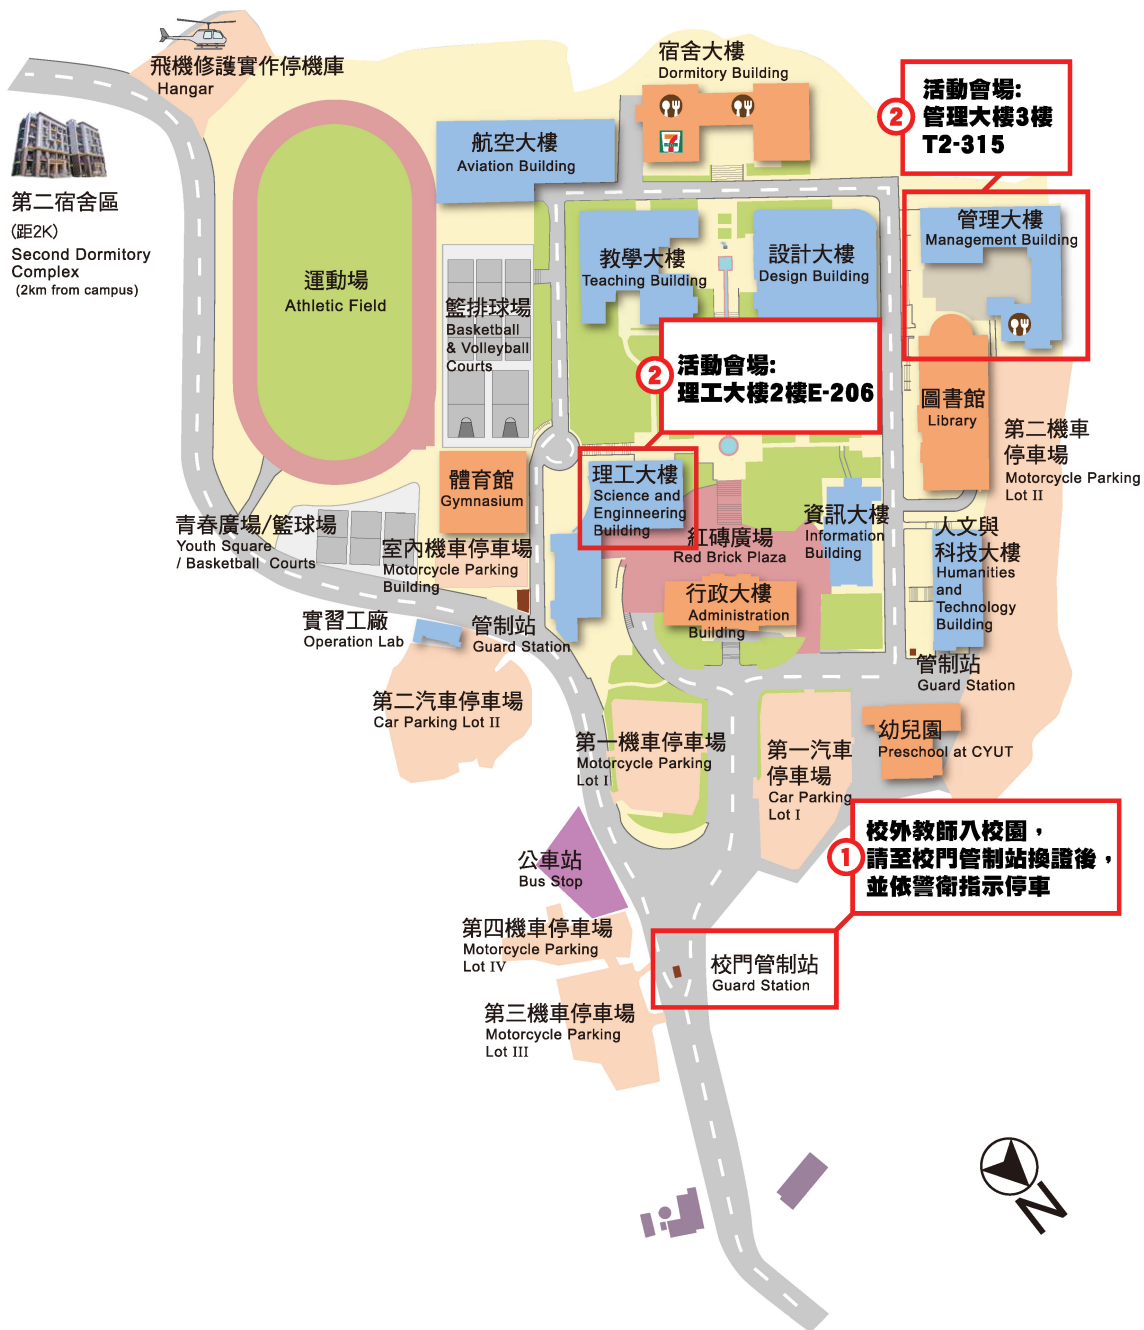 飛機修護實作停機庫
Hangar
宿舍大樓
Dormitory Building
7
活動會場:
管理大樓3樓
T2-315
2
航空大樓
Aviation Building
第二宿舍區
(距2K)
Second Dormitory
Complex
(2km from campus)
運動場
Athletic Field
籃排球場
Basketball
& Volleyball
Courts
教學大樓
Teaching Building
設計大樓
Design Building
管理大樓
Management Building
2
活動會場:
理工大樓2樓E-206
圖書館
Library
第二機車
停車場
Motorcycle Parking
Lot II
體育館
Gymnasium
理工大樓
Science and
Enginneering
Building
紅磚廣場
Red Brick Plaza
資訊大樓
Information
Building
人文與
科技大樓
Humanities
and
Technology
Building
青春廣場/籃球場
Youth Square
/ Basketball Courts
室內機車停車場
Motorcycle Parking
Building
行政大樓
Administration
Building
實習工廠
Operation Lab
管制站
Guard Station
管制站
Guard Station
第二汽車停車場
Car Parking Lot II
第一機車停車場
Motorcycle Parking
Lot I
第一汽車
停車場
Car Parking
Lot I
幼兒園
Preschool at CYUT
1
校外教師入校園，
請至校門管制站換證後，
並依警衛指示停車
公車站
Bus Stop
第四機車停車場
Motorcycle Parking
Lot IV
校門管制站
Guard Station
第三機車停車場
Motorcycle Parking
Lot III
N